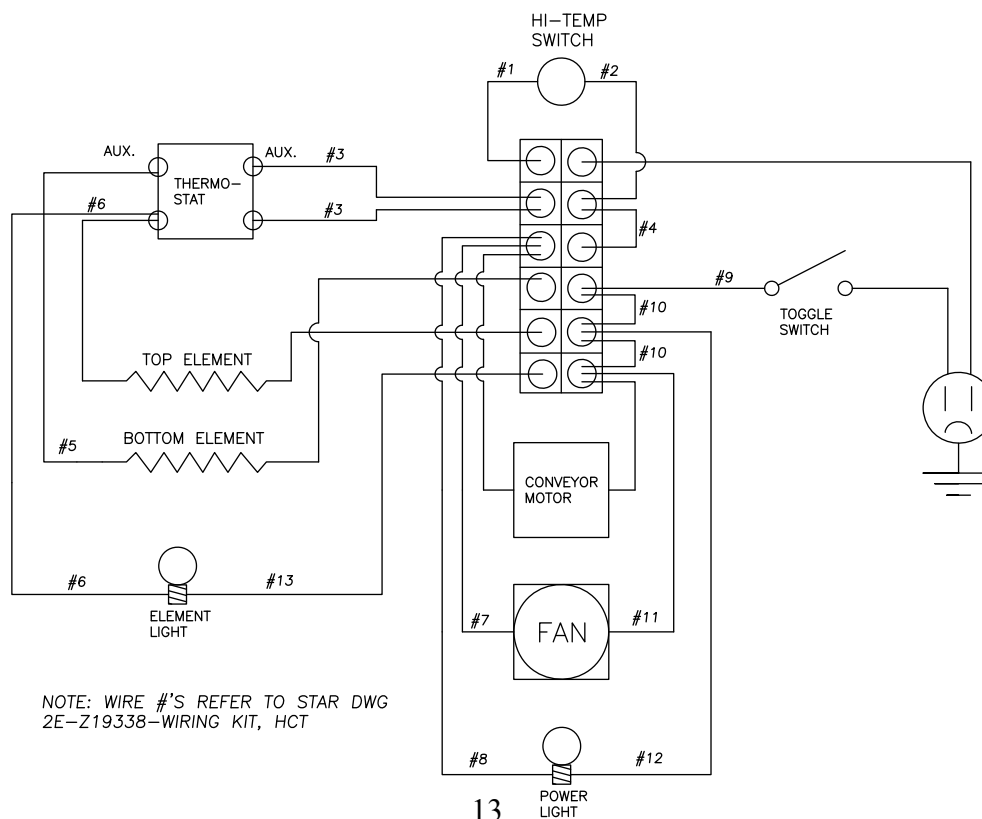 HI-TEMP
SWITCH
#1
#2
AUX.
AUX.
#3
THERMO-
STAT
#6
#3
#4
#9
#10
TOGGLE
SWITCH
#10
TOP ELEMENT
BOTTOM ELEMENT
#5
CONVEYOR
MOTOR
#6
#13
ELEMENT
LIGHT
#7
FAN
#11
NOTE: WIRE #'S REFER TO STAR DWG
2E-Z19338-WIRING KIT, HCT
#8
#12
POWER
LIGHT
13